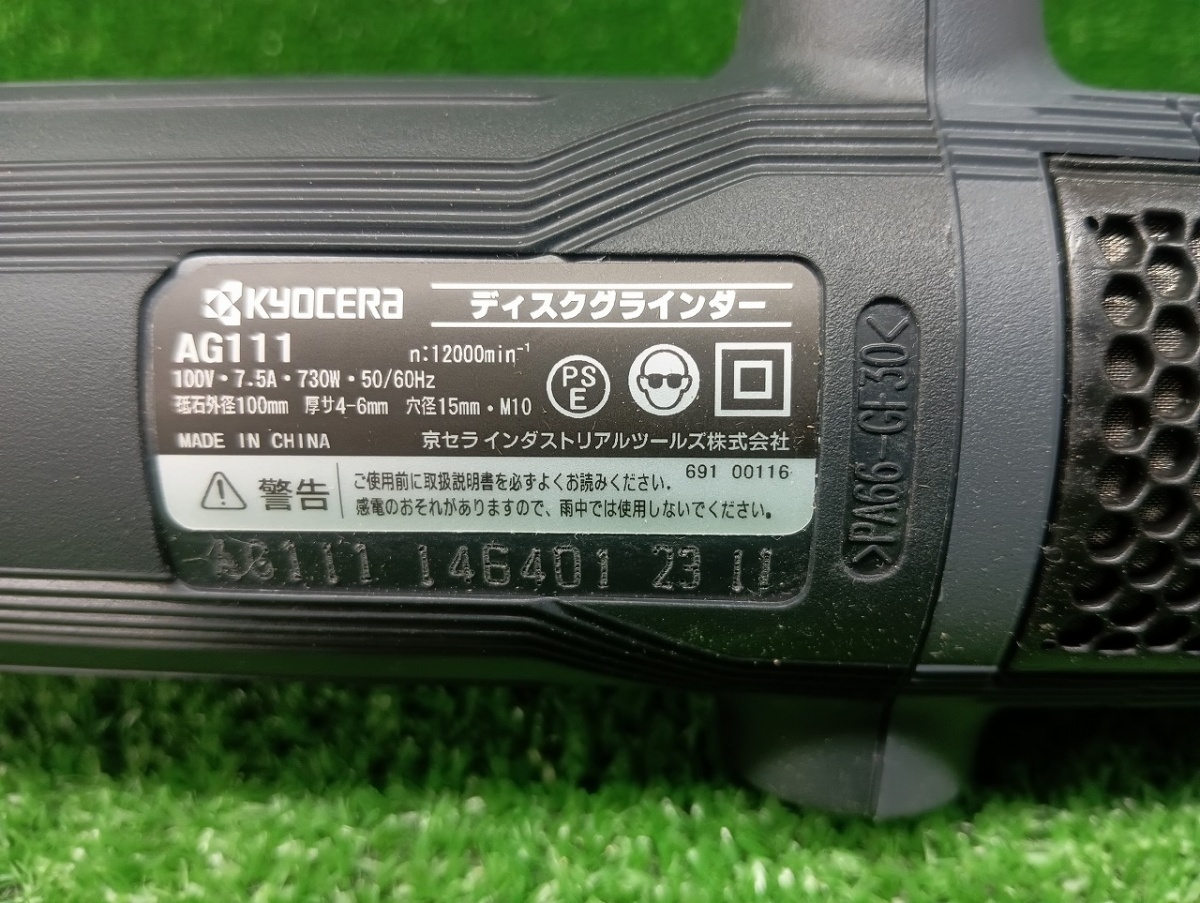 KYOCERA ディスクグラインダー
AG111 n:12000min⁻¹
100V・7.5A・730W・50/60Hz
砥石外径100mm 厚サ4-6mm 穴径15mm・M10
PS
E
MADE IN CHINA 京セラインダストリアルツールズ株式会社
691 00116
警告
ご使用前に取扱説明書を必ずよくお読みください.
感電のおそれがありますので、雨中では使用しないでください。
AG111 146401 23 11
>PA66-GF30<